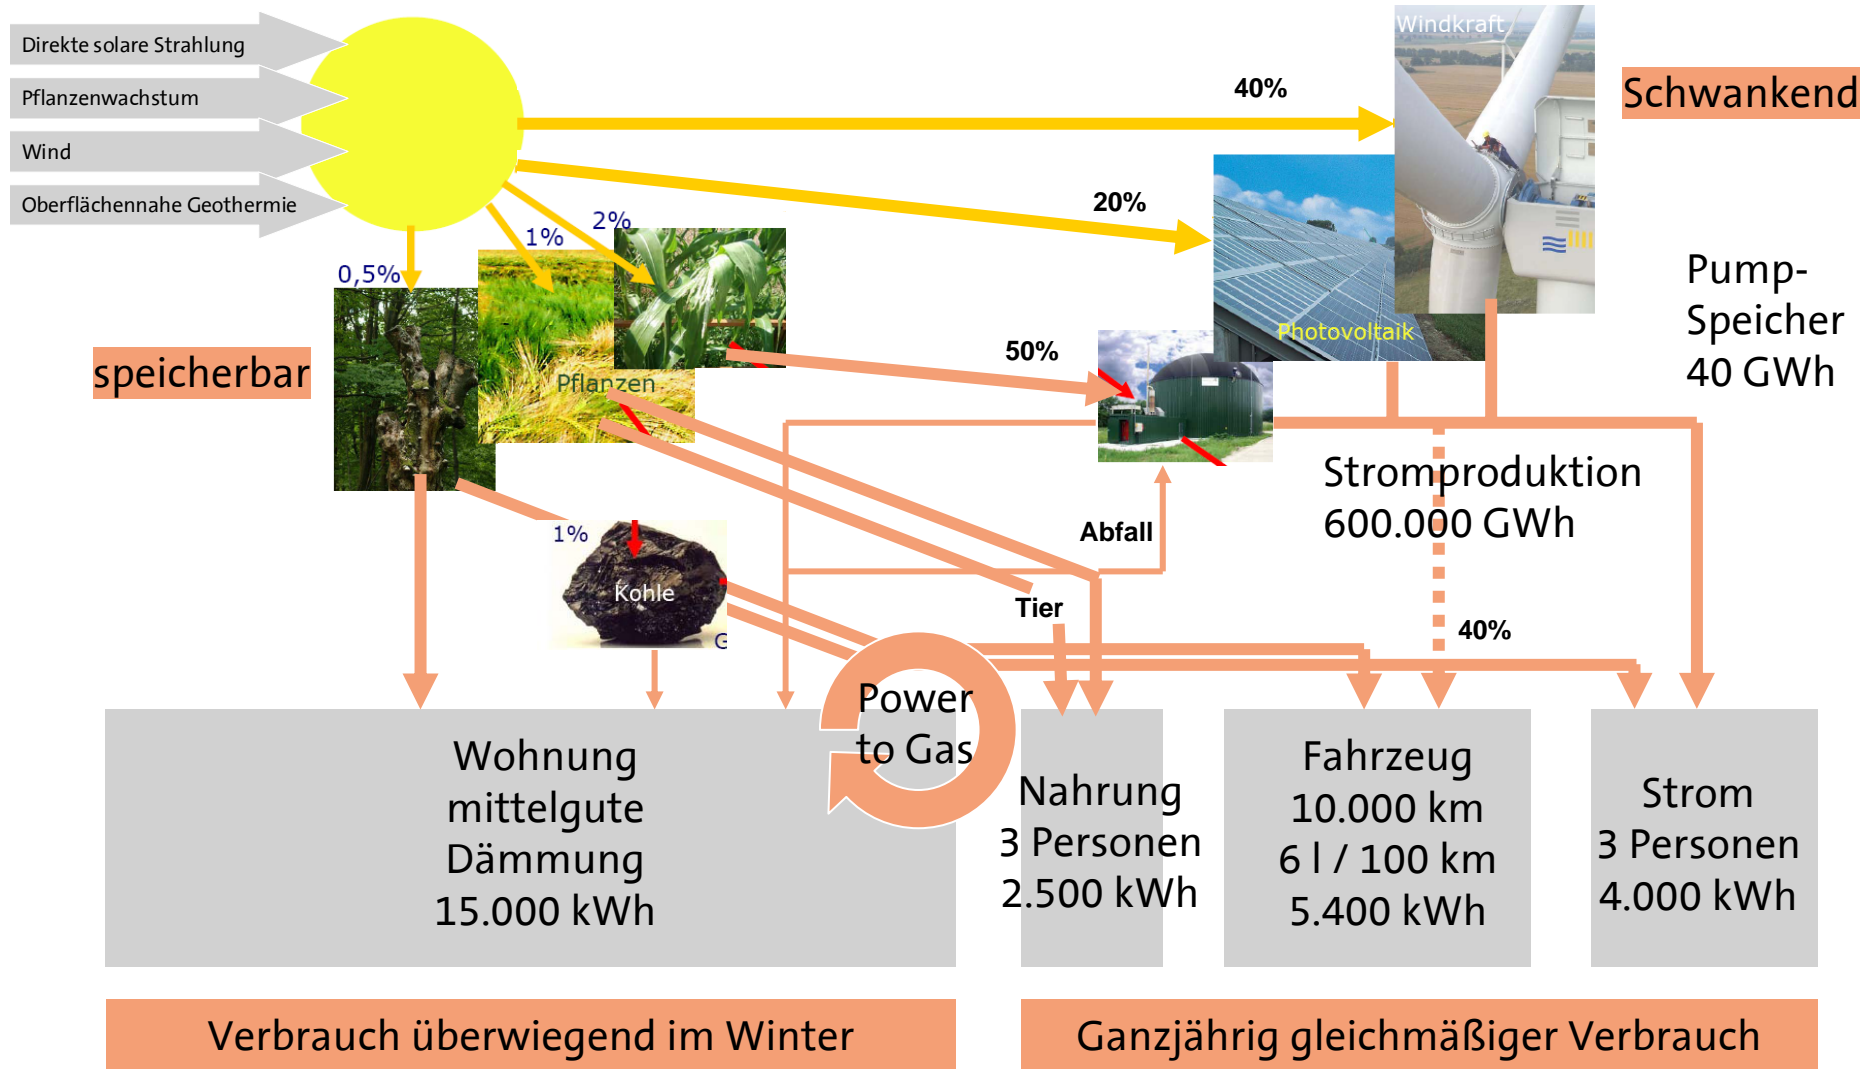 Direkte solare Strahlung
Pflanzenwachstum
Wind
Oberflächennahe Geothermie
Windkraft
Schwankend
40%
20%
2%
1%
0,5%
Pump-
Speicher
40 GWh
Photovoltaik
50%
speicherbar
Pflanzen
Stromproduktion
600.000 GWh
Abfall
1%
Kohle
G
Tier
40%
Power
to Gas
Wohnung
mittelgute
Dämmung
15.000 kWh
Nahrung
3 Personen
2.500 kWh
Fahrzeug
10.000 km
6 l / 100 km
5.400 kWh
Strom
3 Personen
4.000 kWh
Verbrauch überwiegend im Winter
Ganzjährig gleichmäßiger Verbrauch